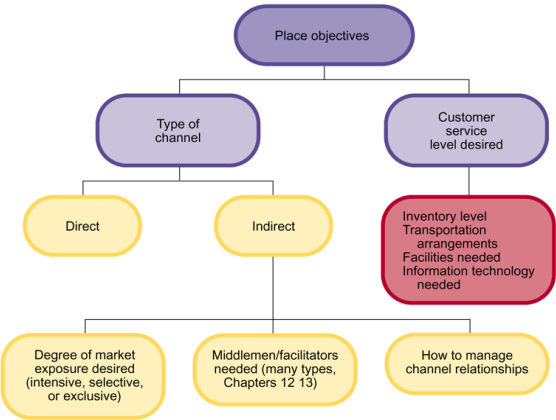 Place objectives
Type of
channel
Customer
service
level desired
Direct
Indirect
Inventory level
Transportation
arrangements
Facilities needed
Information technology
needed
Degree of market
exposure desired
(intensive, selective,
or exclusive)
Middlemen/facilitators
needed (many types,
Chapters 12 13)
How to manage
channel relationships